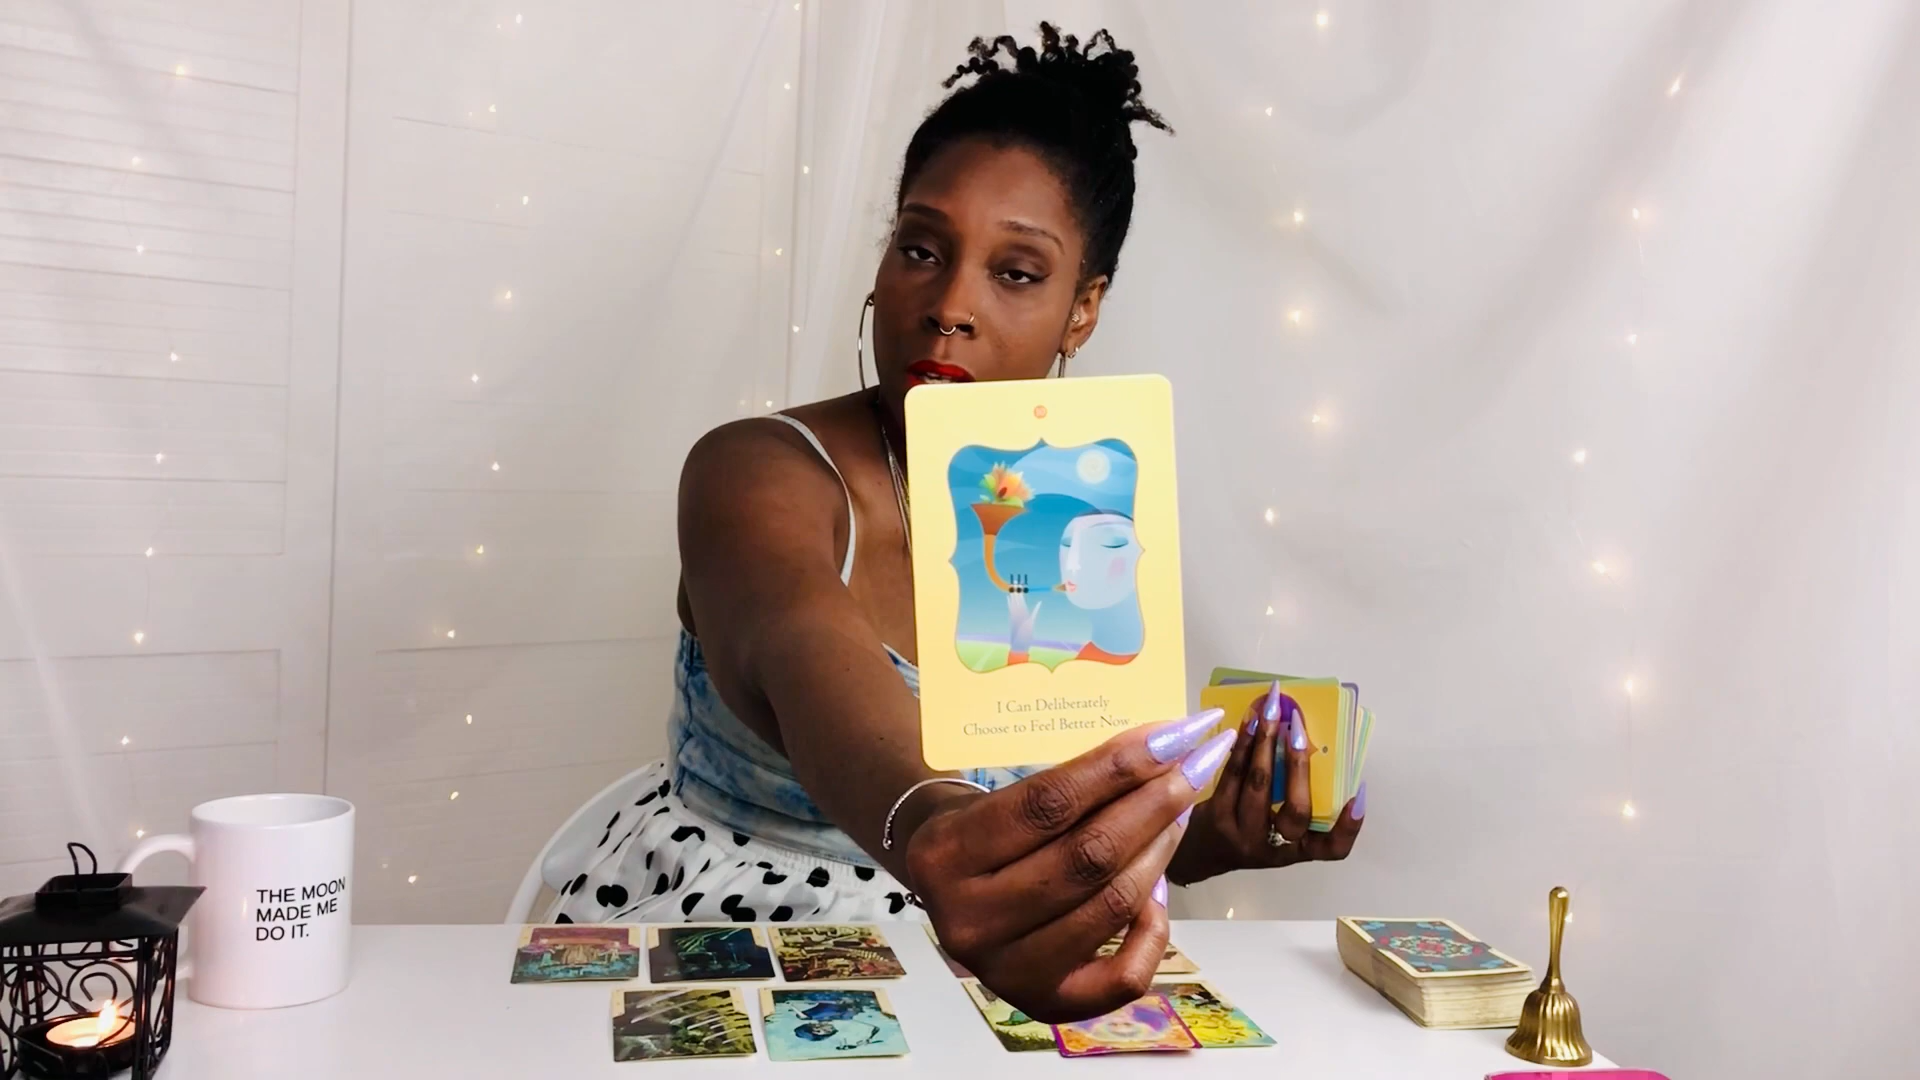 I Can Deliberately
Choose to Feel Better Now . .
THE MOON
MADE ME
DO IT.